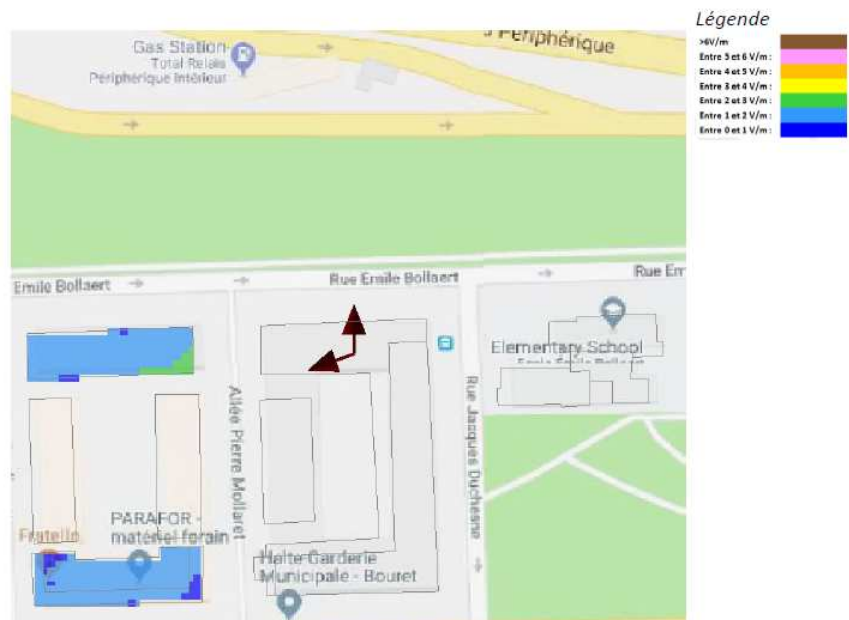 Légende
>6V/m
Entre 5 et 6 V/m :
Entre 4 et 5 V/m :
Entre 3 et 4 V/m :
Entre 2 et 3 V/m :
Entre 1 et 2 V/m :
Entre 0 et 1 V/m :
Périphérique
Gas Station
Total Relais
Périphérique Intérieur
Emile Bollaert
Rue Emile Bollaert
Rue Em
Elementary School
Allée Pierre Mollaret
Rue Jacques Duchesne
PARAFOR -
matériel forain
Fratello
Halte Garderie
Municipale - Bouret